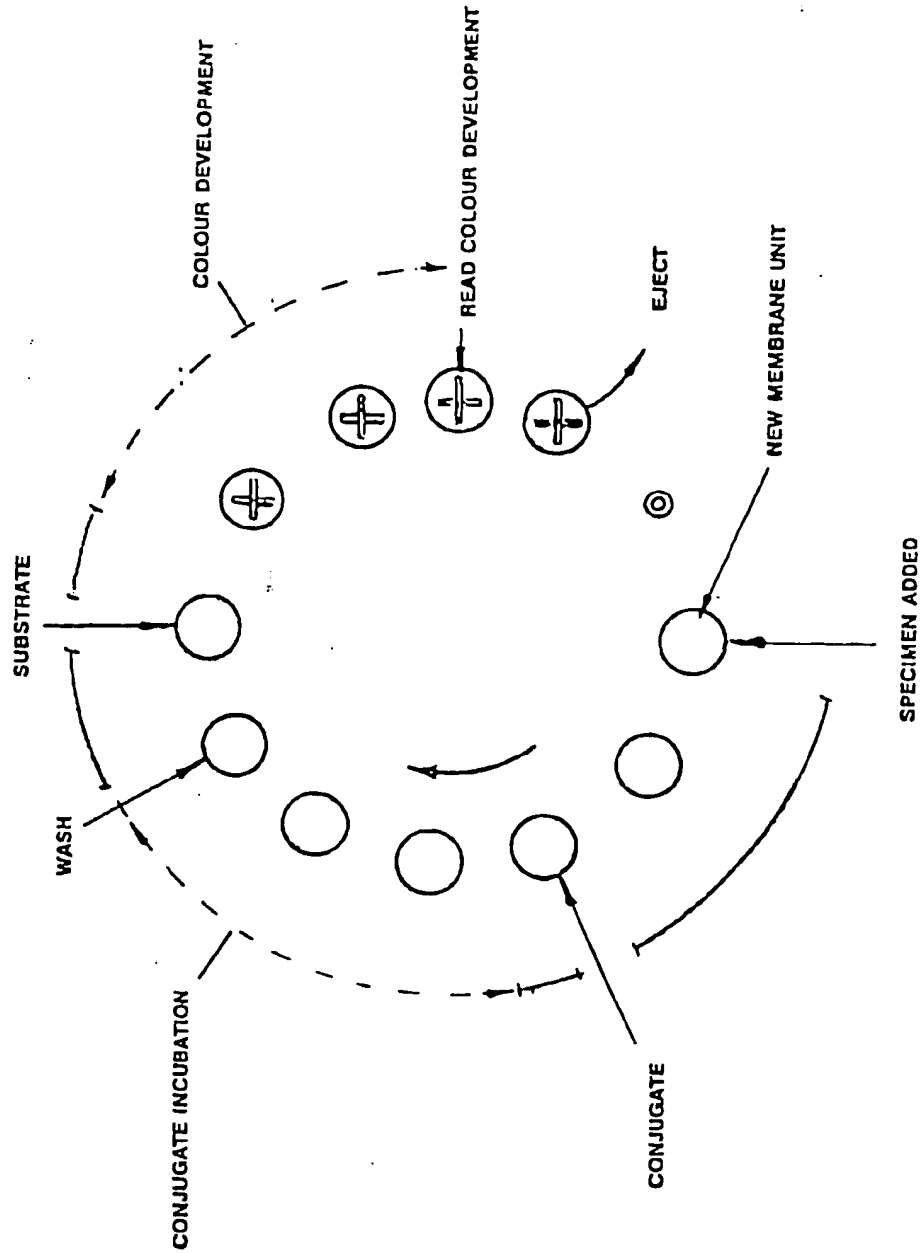 COLOUR DEVELOPMENT
READ COLOUR DEVELOPMENT
EJECT
NEW MEMBRANE UNIT
SUBSTRATE
SPECIMEN ADDED
WASH
CONJUGATE INCUBATION
CONJUGATE